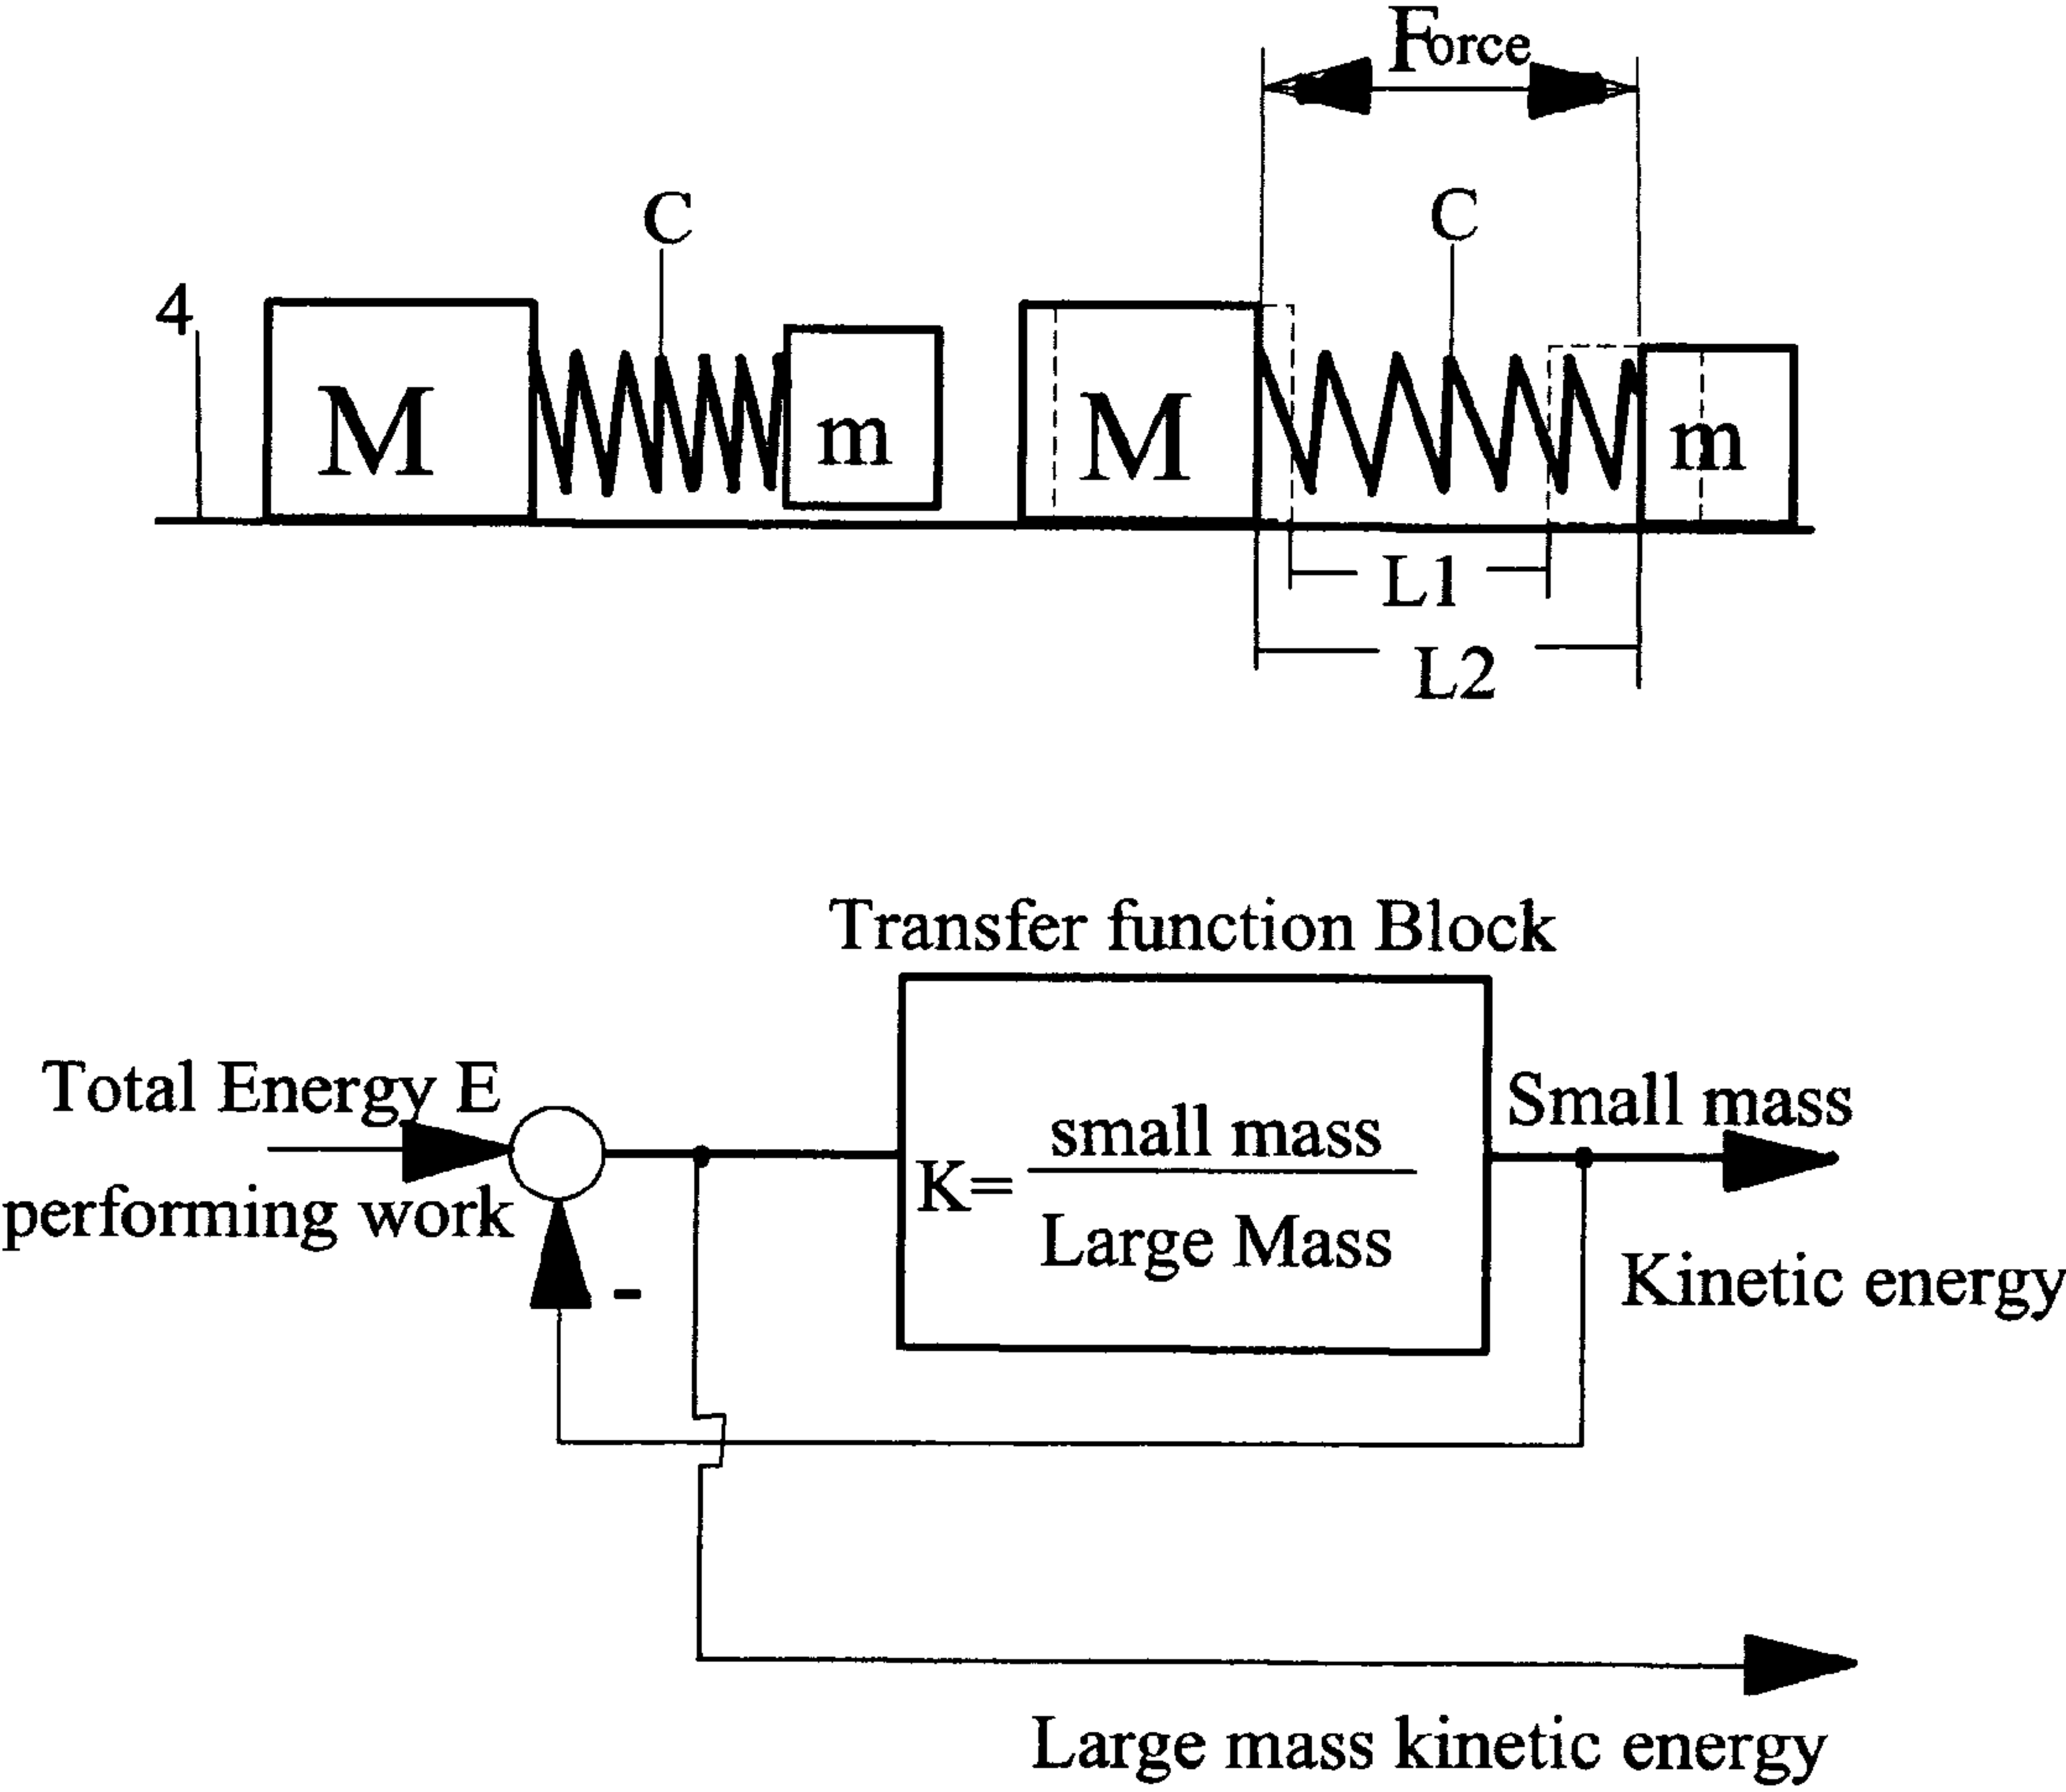 Force
C
C
4
M
m
M
m
L1
L2
Transfer function Block
Total Energy E
performing work
K=
small mass
Large Mass
Small mass
Kinetic energy
-
Large mass kinetic energy